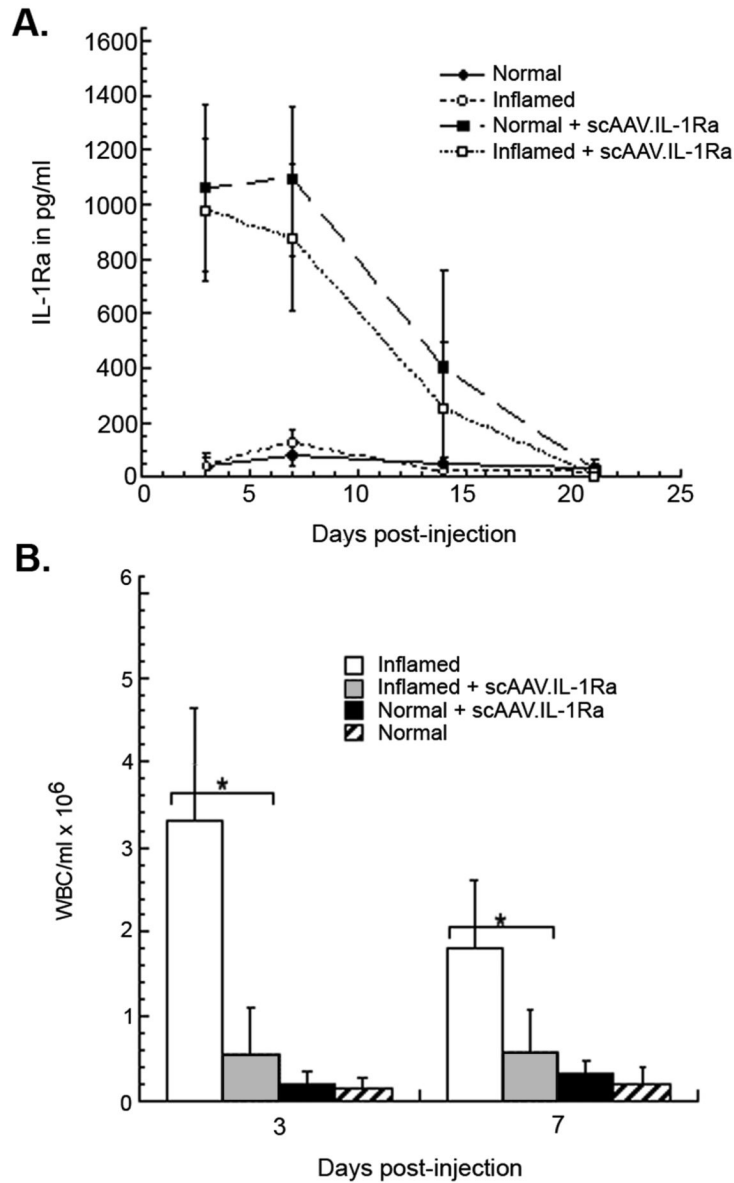 A.
1600
1400
1200
1000
800
600
400
200
0
IL-1Ra in pg/ml
Normal
Inflamed
Normal + scAAV.IL-1Ra
Inflamed + scAAV.IL-1Ra
0 5 10 15 20 25
Days post-injection
B.
6
5
4
3
2
1
0
WBC/ml x 10⁶
Inflamed
Inflamed + scAAV.IL-1Ra
Normal + scAAV.IL-1Ra
Normal
*
*
3 7
Days post-injection